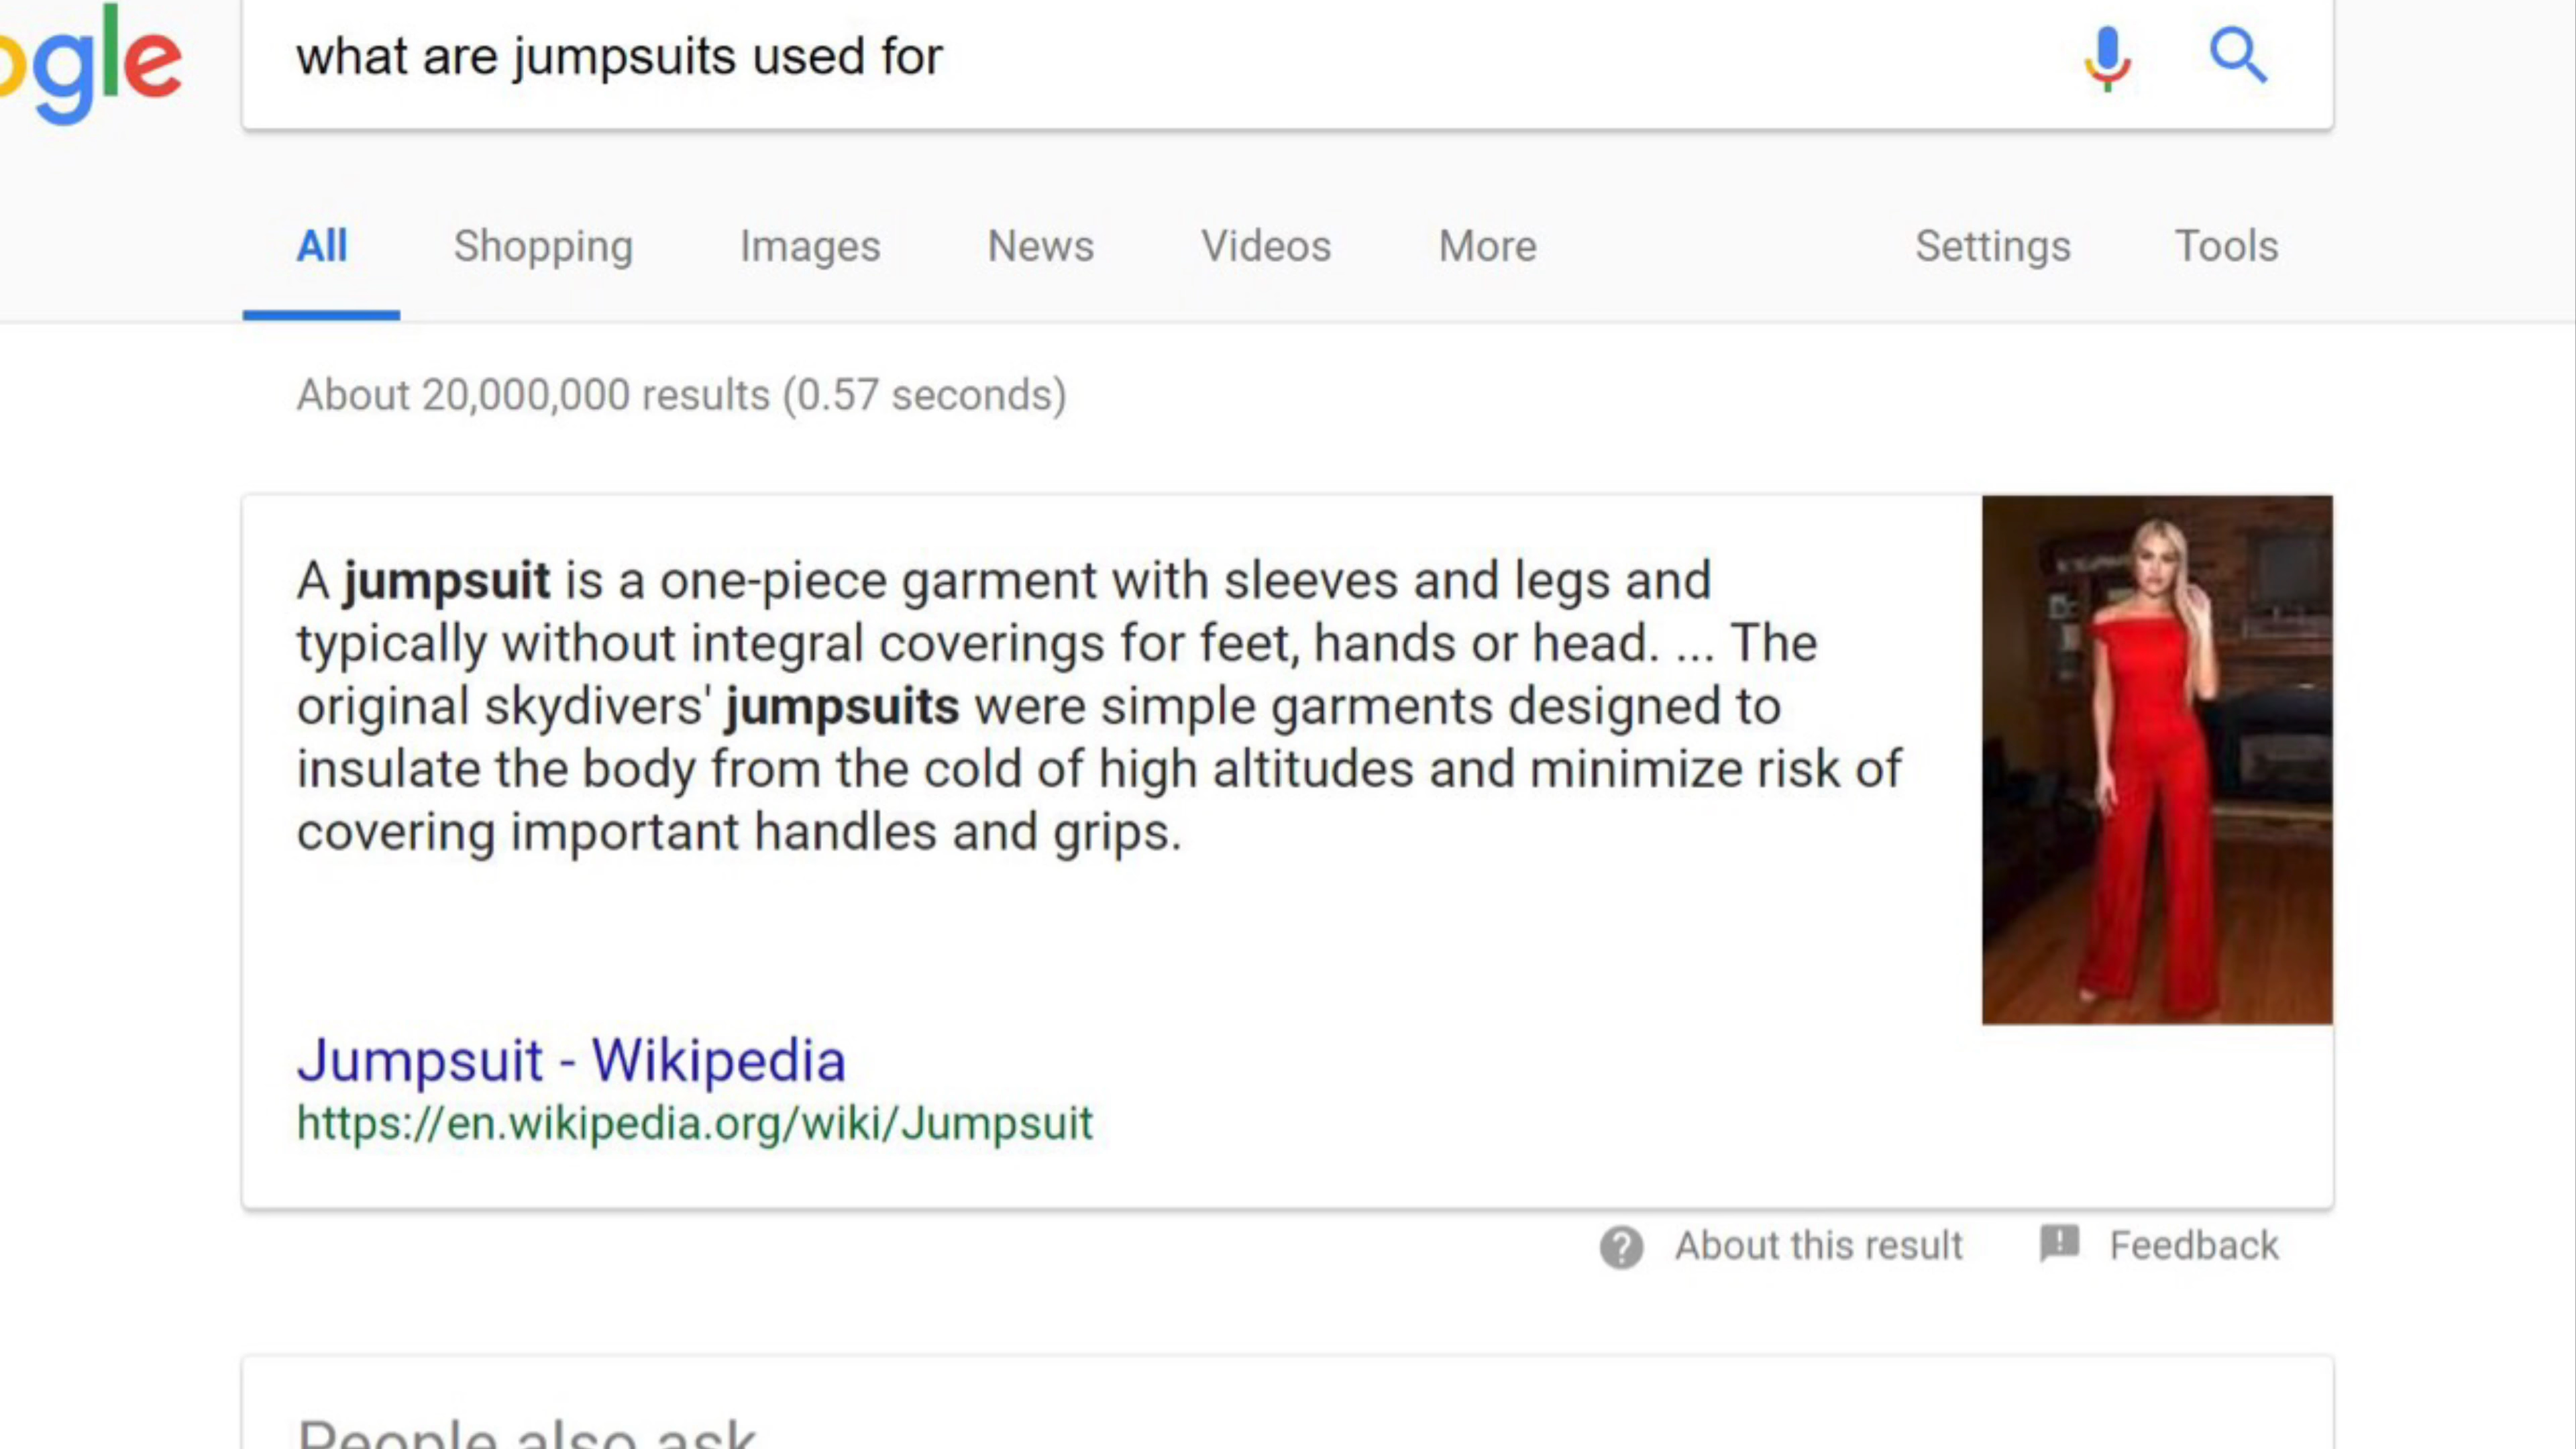 ogle
what are jumpsuits used for
All Shopping Images News Videos More Settings Tools
About 20,000,000 results (0.57 seconds)
A jumpsuit is a one-piece garment with sleeves and legs and
typically without integral coverings for feet, hands or head. ... The
original skydivers' jumpsuits were simple garments designed to
insulate the body from the cold of high altitudes and minimize risk of
covering important handles and grips.
Jumpsuit - Wikipedia
https://en.wikipedia.org/wiki/Jumpsuit
About this result Feedback
People also ask